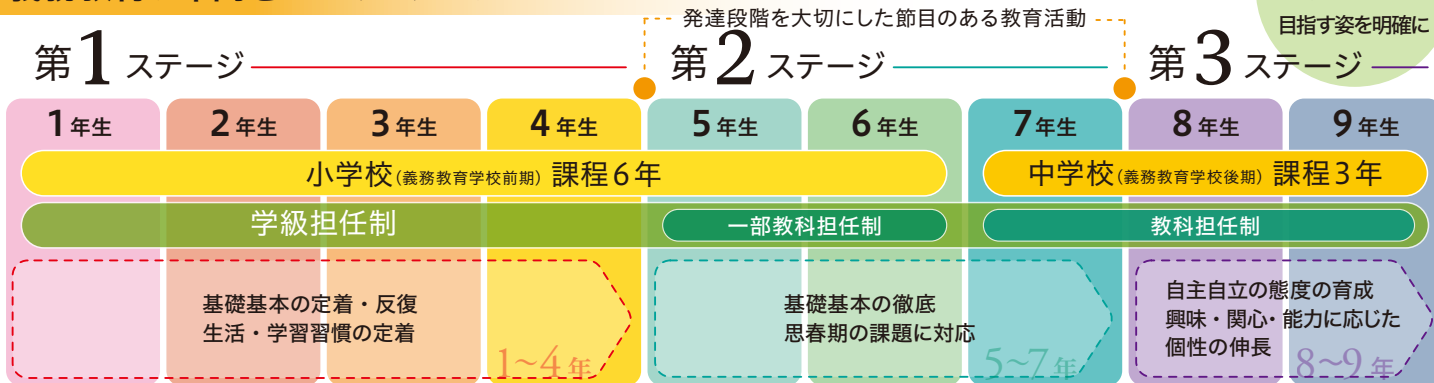 発達段階を大切にした節目のある教育活動
目指す姿を明確に
第1ステージ
第2ステージ
第3ステージ
1年生
2年生
3年生
4年生
5年生
6年生
7年生
8年生
9年生
小学校(義務教育学校前期)課程6年
中学校(義務教育学校後期)課程3年
学級担任制
一部教科担任制
教科担任制
基礎基本の定着・反復
生活・学習習慣の定着
1~4年
基礎基本の徹底
思春期の課題に対応
5~7年
自主自立の態度の育成
興味・関心・能力に応じた
個性の伸長
8~9年